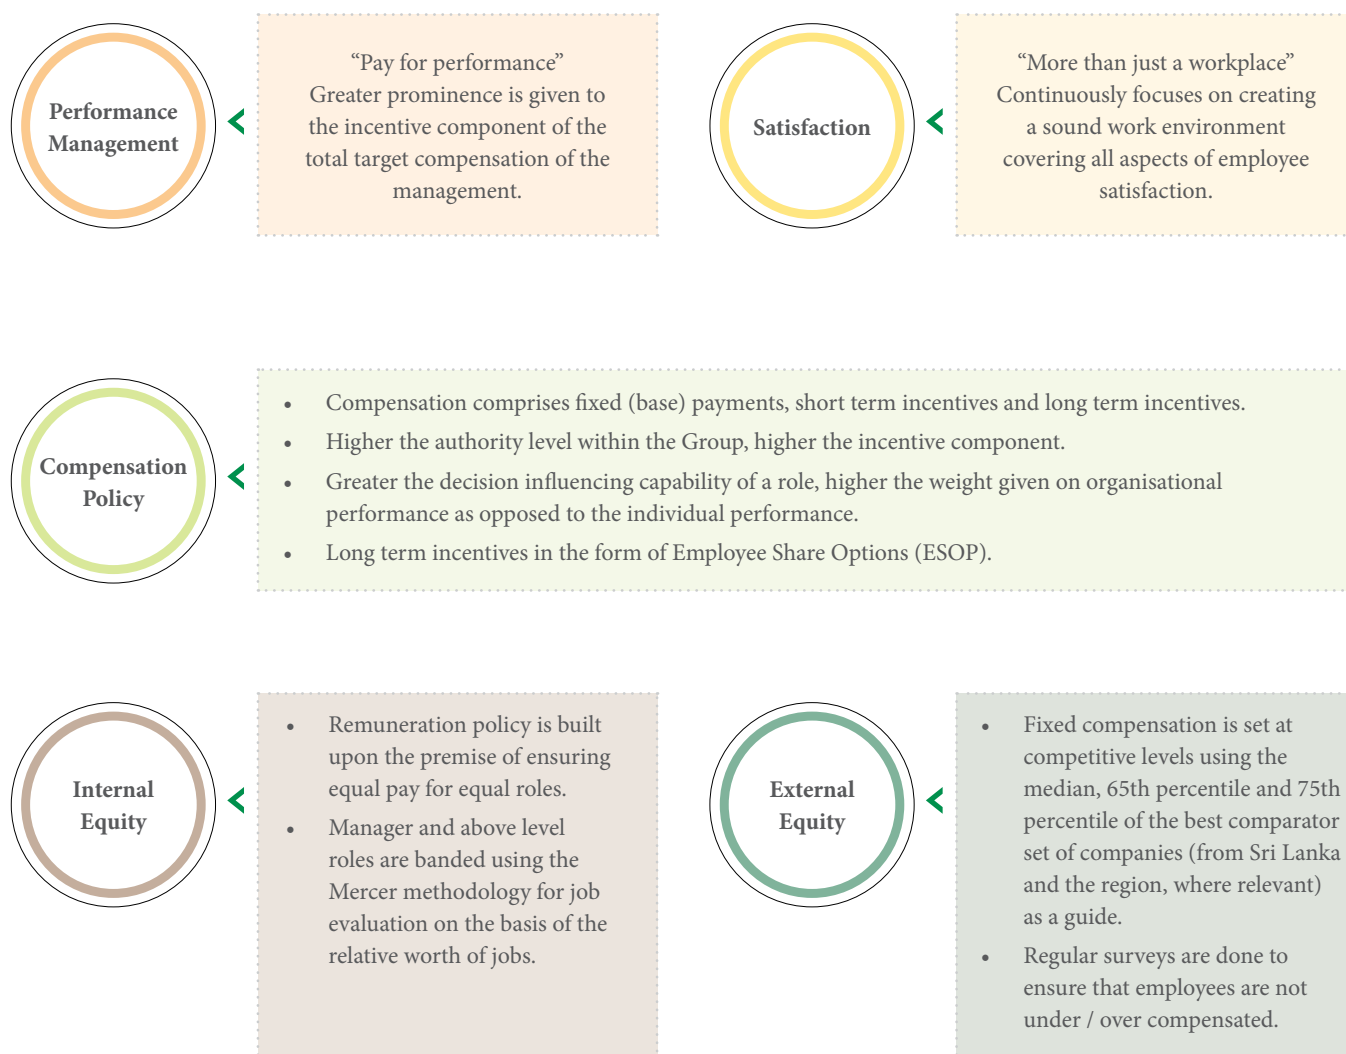 Performance
Management
“Pay for performance”
Greater prominence is given to
the incentive component of the
total target compensation of the
management.
Satisfaction
“More than just a workplace”
Continuously focuses on creating
a sound work environment
covering all aspects of employee
satisfaction.
Compensation
Policy
• Compensation comprises fixed (base) payments, short term incentives and long term incentives.
• Higher the authority level within the Group, higher the incentive component.
• Greater the decision influencing capability of a role, higher the weight given on organisational
performance as opposed to the individual performance.
• Long term incentives in the form of Employee Share Options (ESOP).
Internal
Equity
• Remuneration policy is built
upon the premise of ensuring
equal pay for equal roles.
• Manager and above level
roles are banded using the
Mercer methodology for job
evaluation on the basis of the
relative worth of jobs.
External
Equity
• Fixed compensation is set at
competitive levels using the
median, 65th percentile and 75th
percentile of the best comparator
set of companies (from Sri Lanka
and the region, where relevant)
as a guide.
• Regular surveys are done to
ensure that employees are not
under / over compensated.